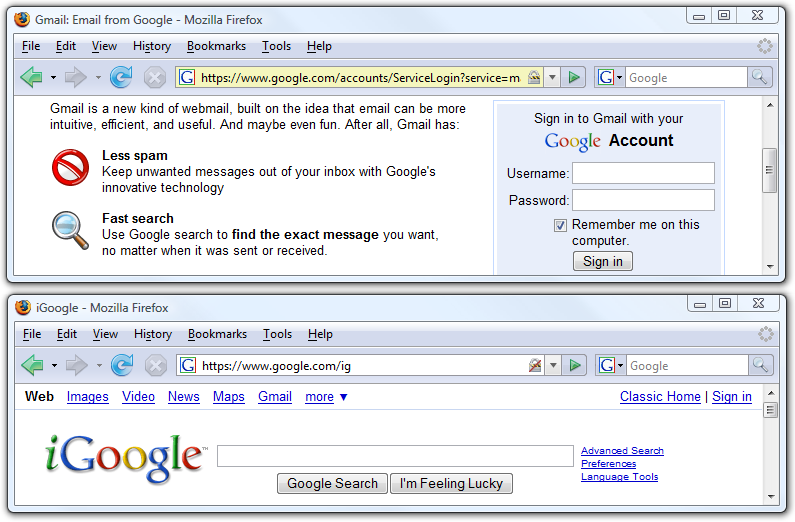 Gmail: Email from Google - Mozilla Firefox
File Edit View History Bookmarks Tools Help
G https://www.google.com/accounts/ServiceLogin?service=m G Google
Gmail is a new kind of webmail, built on the idea that email can be more
intuitive, efficient, and useful. And maybe even fun. After all, Gmail has:
Less spam
Keep unwanted messages out of your inbox with Google's
innovative technology
Fast search
Use Google search to find the exact message you want,
no matter when it was sent or received.
Sign in to Gmail with your
Google Account
Username:
Password:
Remember me on this
computer.
Sign in
iGoogle - Mozilla Firefox
File Edit View History Bookmarks Tools Help
G https://www.google.com/ig G Google
Web Images Video News Maps Gmail more ▼ Classic Home | Sign in
iGoogle™
Advanced Search
Preferences
Language Tools
Google Search I'm Feeling Lucky